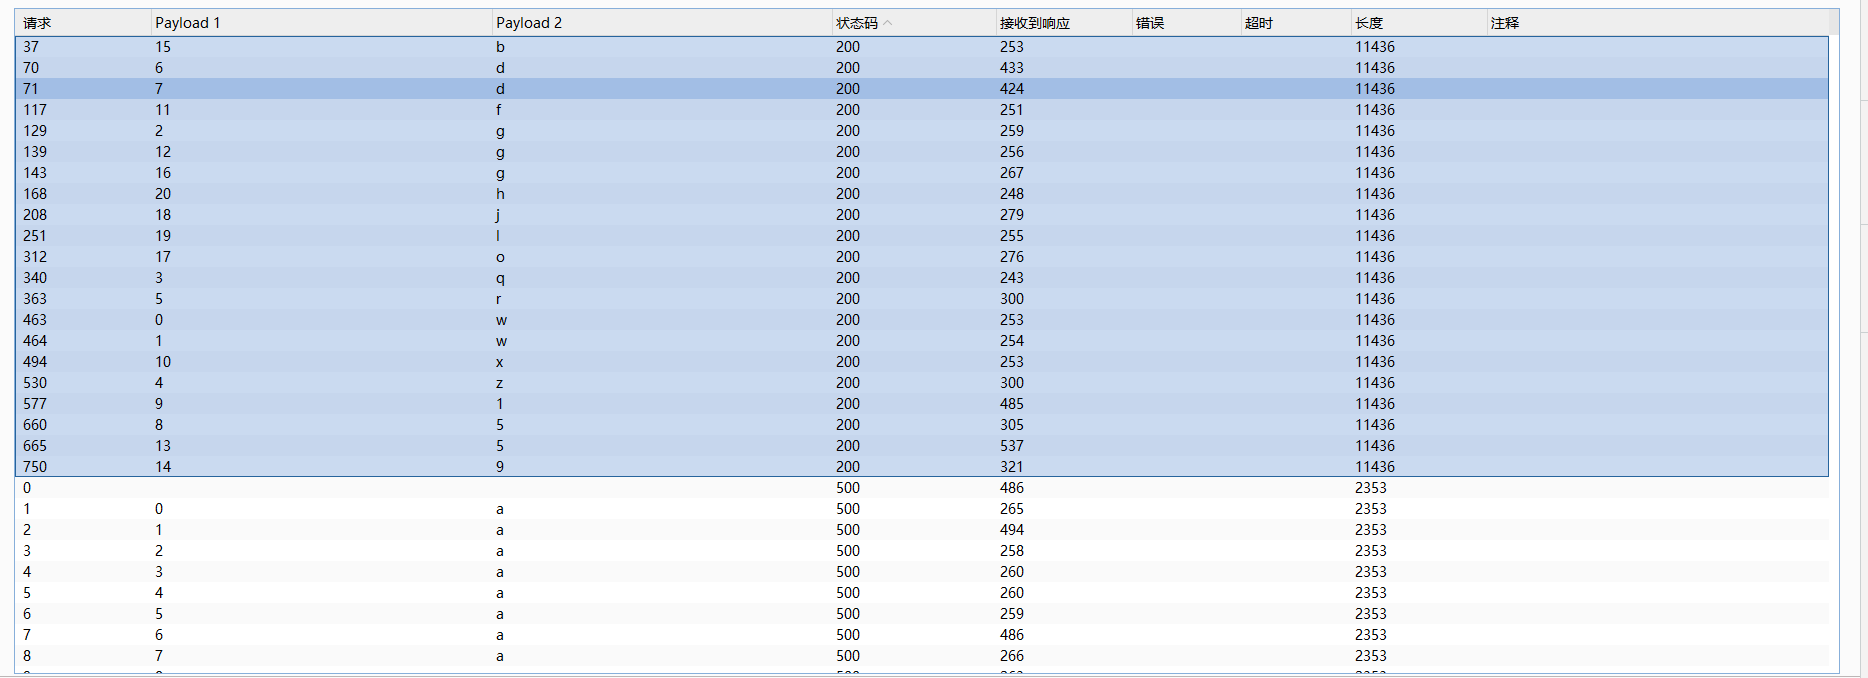 请求 Payload 1 Payload 2 状态码 接收到响应 错误 超时 长度 注释
37 15 b 200 253 11436
70 6 d 200 433 11436
71 7 d 200 424 11436
117 11 f 200 251 11436
129 2 g 200 259 11436
139 12 g 200 256 11436
143 16 g 200 267 11436
168 20 h 200 248 11436
208 18 j 200 279 11436
251 19 l 200 255 11436
312 17 o 200 276 11436
340 3 q 200 243 11436
363 5 r 200 300 11436
463 0 w 200 253 11436
464 1 w 200 254 11436
494 10 x 200 253 11436
530 4 z 200 300 11436
577 9 1 200 485 11436
660 8 5 200 305 11436
665 13 5 200 537 11436
750 14 9 200 321 11436
0 500 486 2353
1 0 a 500 265 2353
2 1 a 500 494 2353
3 2 a 500 258 2353
4 3 a 500 260 2353
5 4 a 500 260 2353
6 5 a 500 259 2353
7 6 a 500 486 2353
8 7 a 500 266 2353